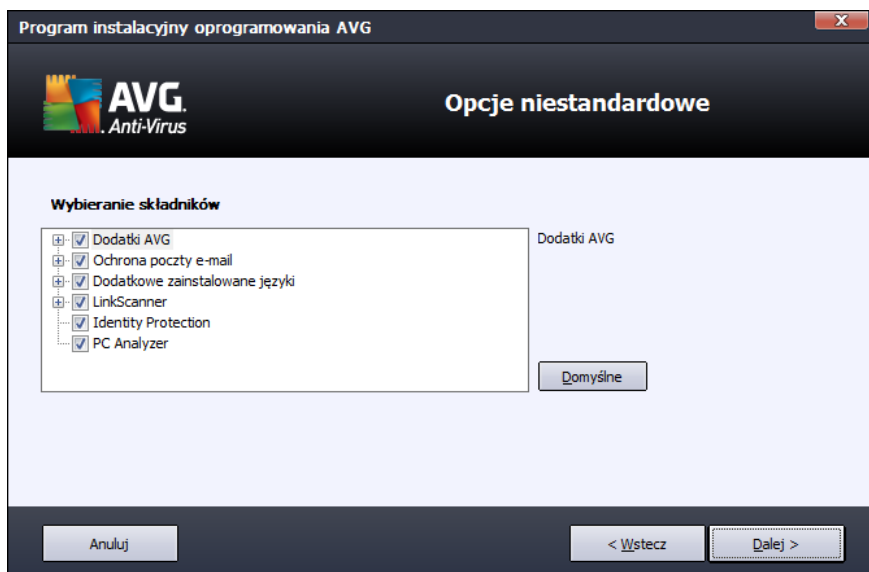 Program instalacyjny oprogramowania AVG
X
AVG.
Anti-Virus
Opcje niestandardowe
Wybieranie składników
Dodatki AVG
Ochrona poczty e-mail
Dodatkowe zainstalowane języki
LinkScanner
Identity Protection
PC Analyzer
Dodatki AVG
Domyślne
Anuluj
< Wstecz
Dalej >